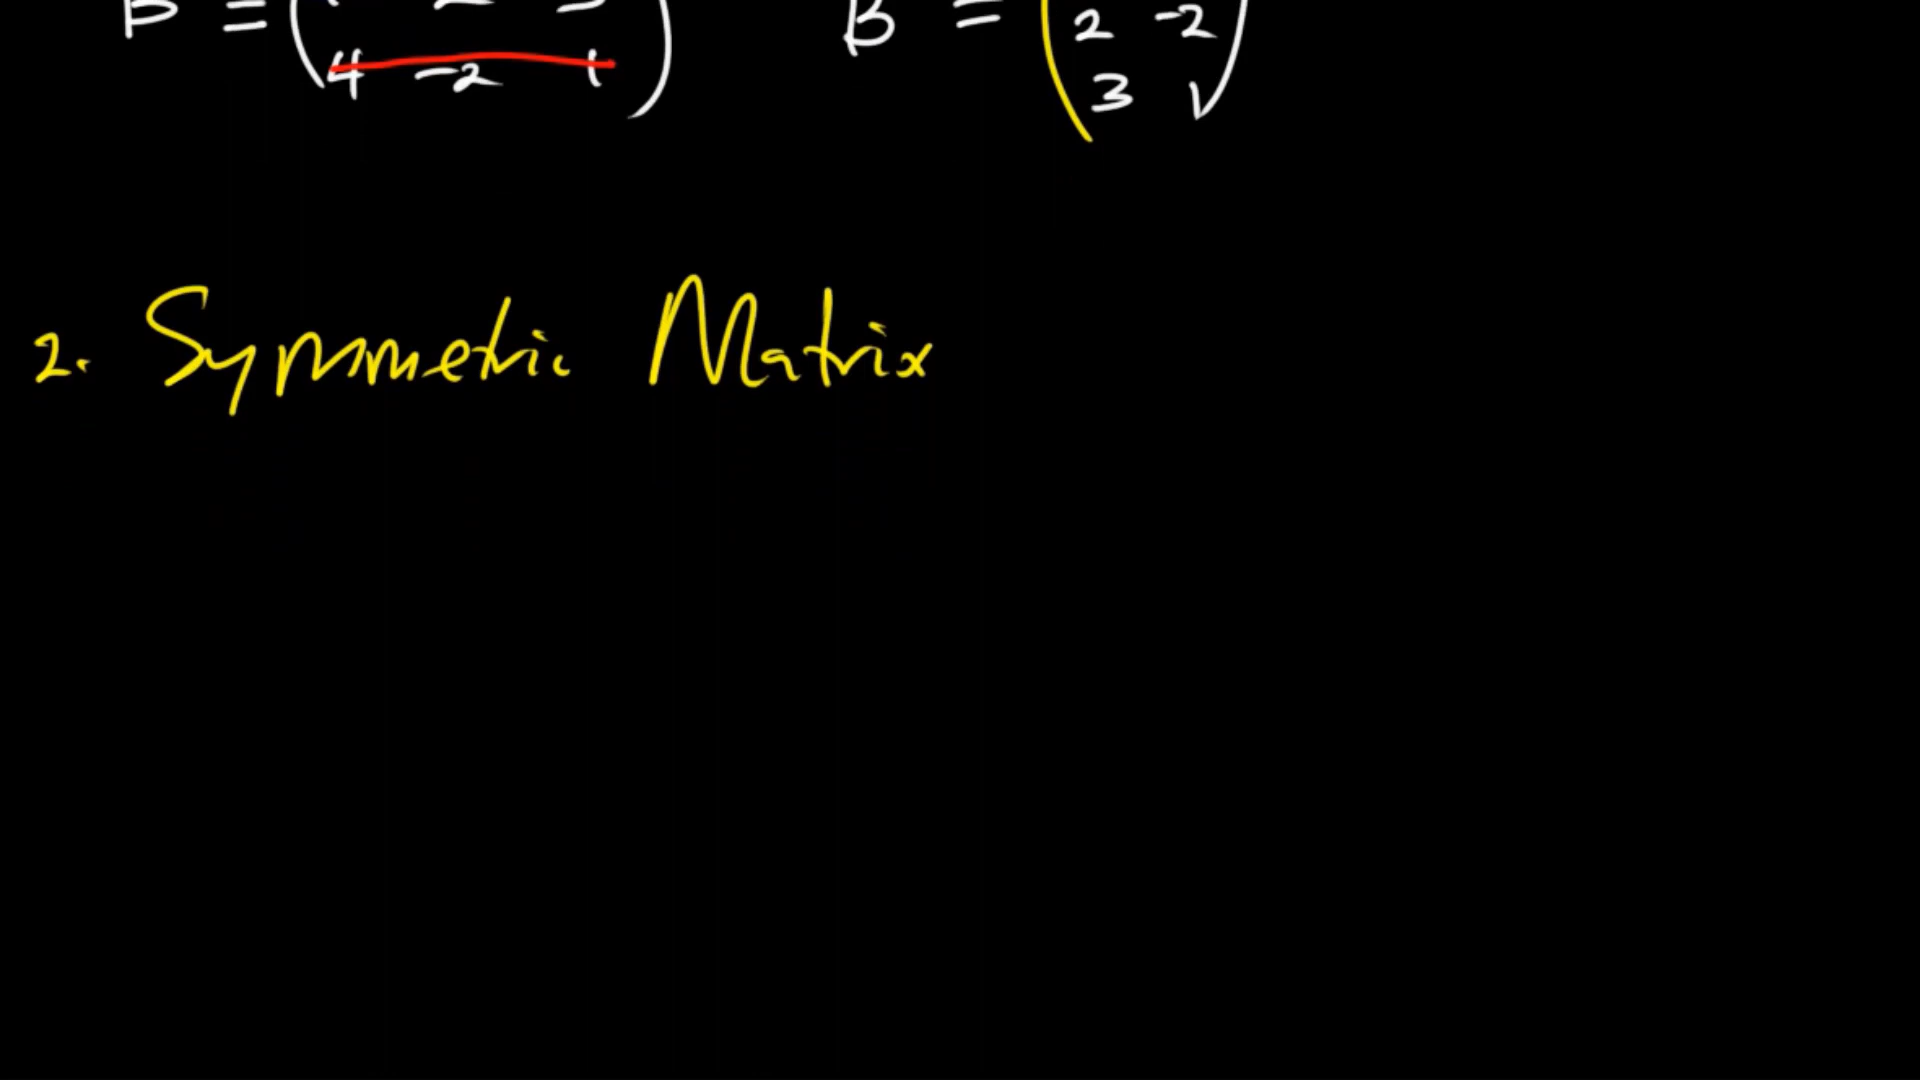 B = ( 2 -2
4 -2 1 ) 3 1 )
2. Symmetric Matrix